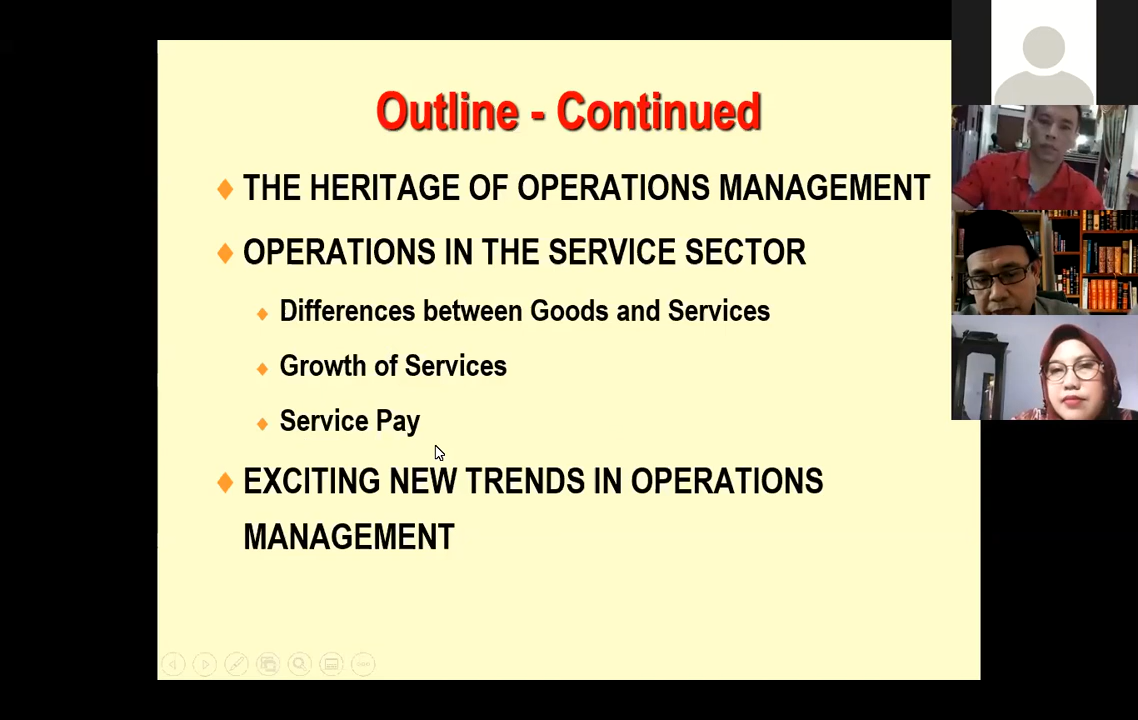 Outline - Continued
THE HERITAGE OF OPERATIONS MANAGEMENT
OPERATIONS IN THE SERVICE SECTOR
Differences between Goods and Services
Growth of Services
Service Pay
EXCITING NEW TRENDS IN OPERATIONS
MANAGEMENT